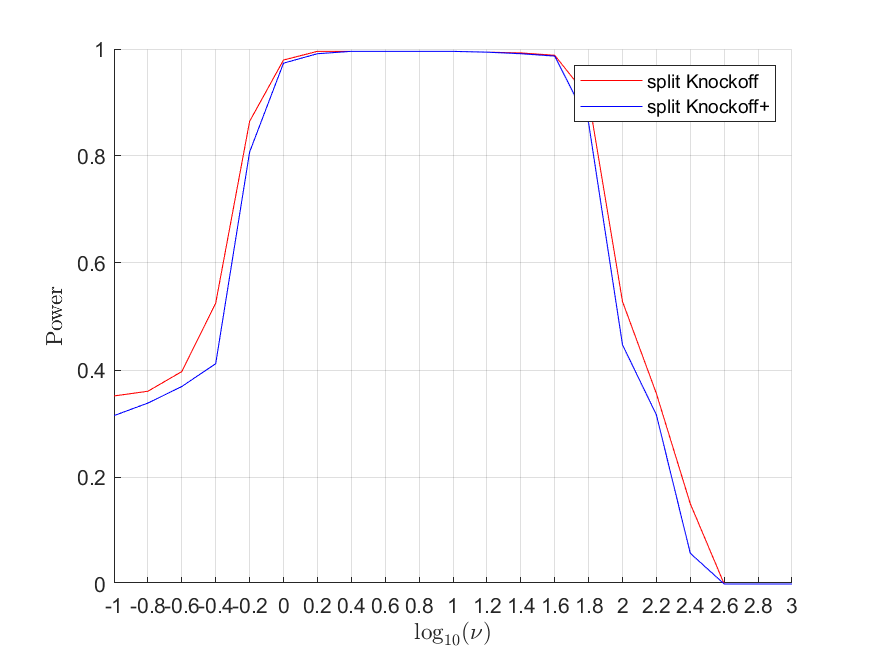 1
0.8
0.6
0.4
0.2
0
Power
split Knockoff
split Knockoff+
-1 -0.8 -0.6 -0.4 -0.2 0 0.2 0.4 0.6 0.8 1 1.2 1.4 1.6 1.8 2 2.2 2.4 2.6 2.8 3
log₁₀(ν)